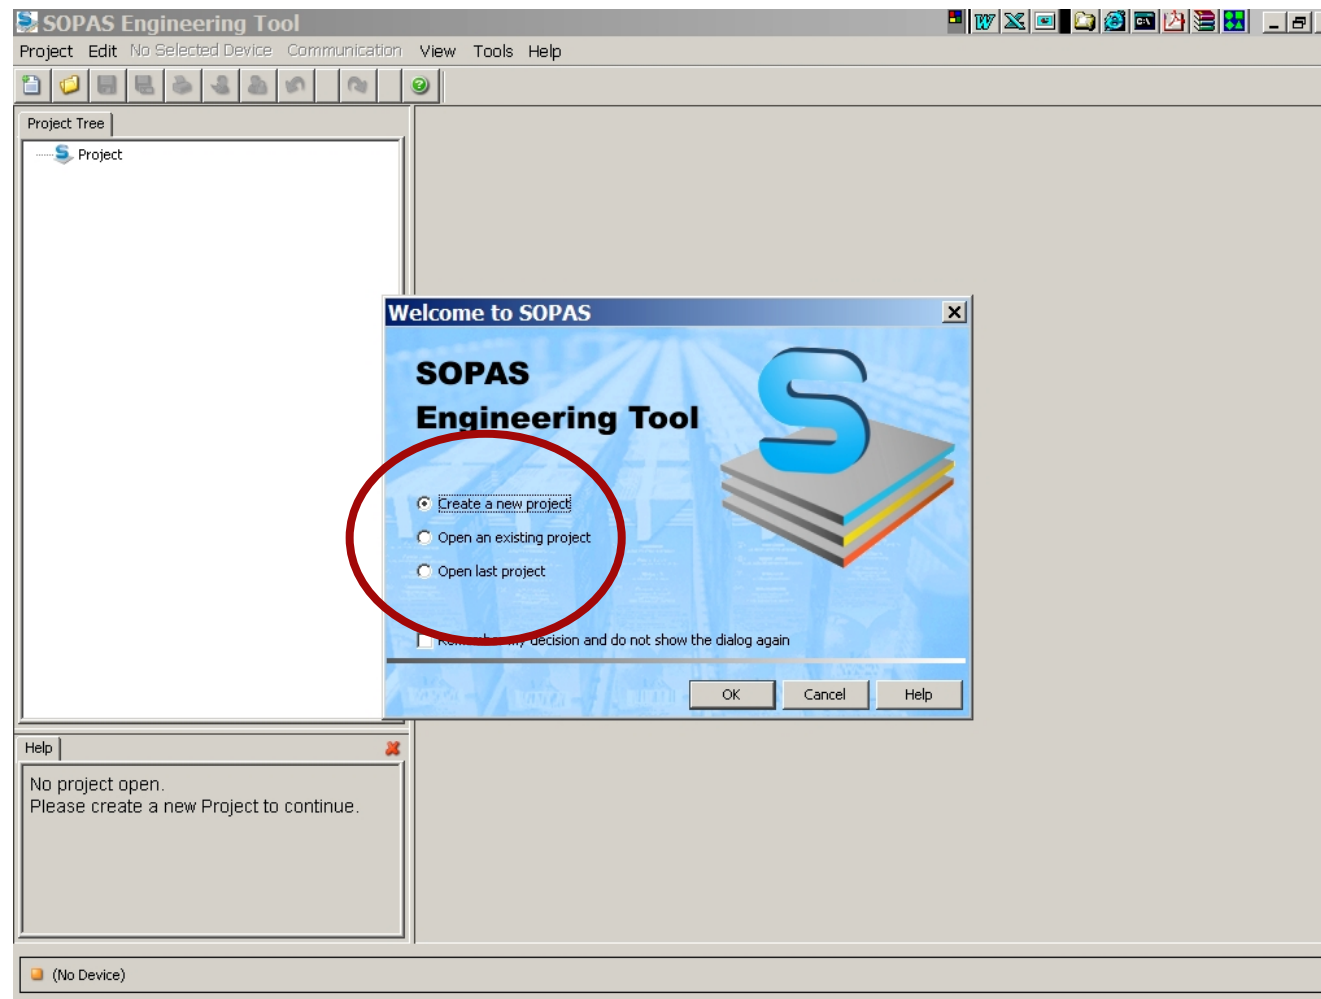 SOPAS Engineering Tool
Project Edit No Selected Device Communication View Tools Help
Project Tree
Project
Welcome to SOPAS
SOPAS
Engineering Tool
Create a new project
Open an existing project
Open last project
decision and do not show the dialog again
OK Cancel Help
Help
No project open.
Please create a new Project to continue.
(No Device)